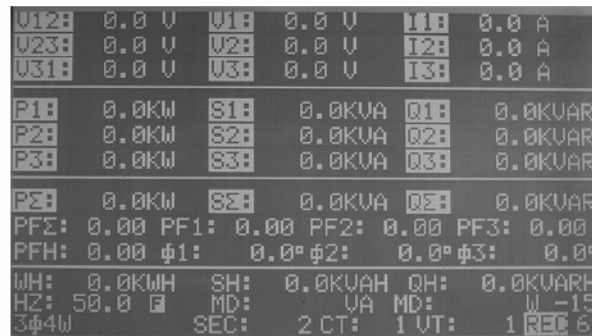 V12: 0.0 V V1: 0.0 V I1: 0.0 A
V23: 0.0 V V2: 0.0 V I2: 0.0 A
V31: 0.0 V V3: 0.0 V I3: 0.0 A
P1: 0.0KW S1: 0.0KVA Q1: 0.0KVAR
P2: 0.0KW S2: 0.0KVA Q2: 0.0KVAR
P3: 0.0KW S3: 0.0KVA Q3: 0.0KVAR
PΣ: 0.0KW SΣ: 0.0KVA QΣ: 0.0KVAR
PFΣ: 0.00 PF1: 0.00 PF2: 0.00 PF3: 0.00
PFH: 0.00 ϕ1: 0.0° ϕ2: 0.0° ϕ3: 0.0°
WH: 0.0KWH SH: 0.0KVAH QH: 0.0KVARH
HZ: 50.0 F MD: VA MD: W -15
3ϕ4W SEC: 2 CT: 1 VT: 1 REC 6